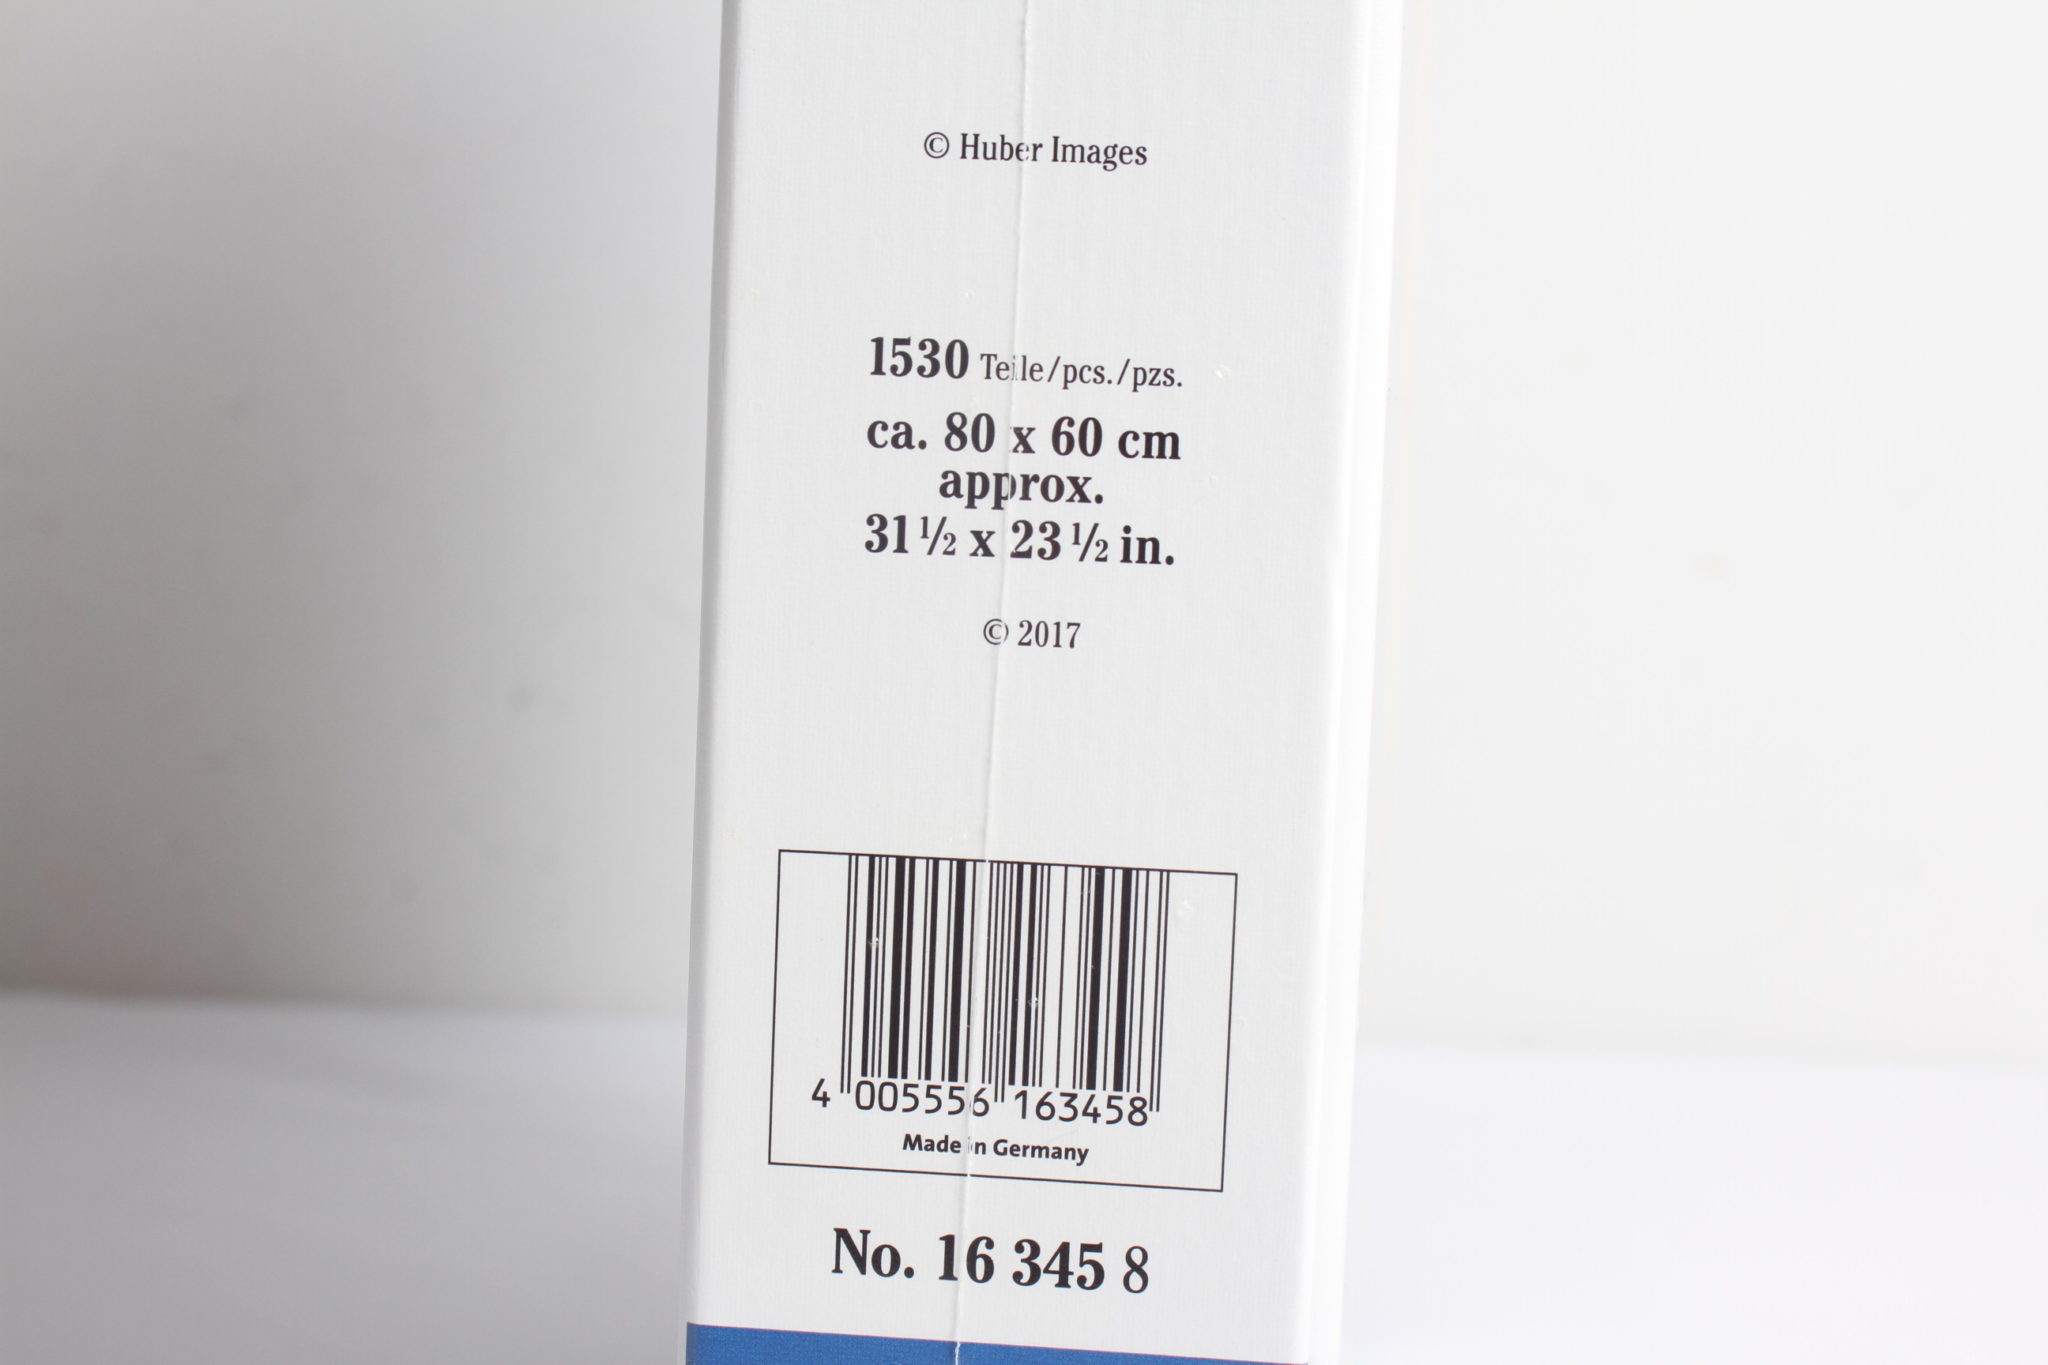 © Huber Images
1530 Teile/pcs./pzs.
ca. 80 x 60 cm
approx.
31 ½ x 23 ½ in.
© 2017
4 005556 163458
Made in Germany
No. 16 345 8